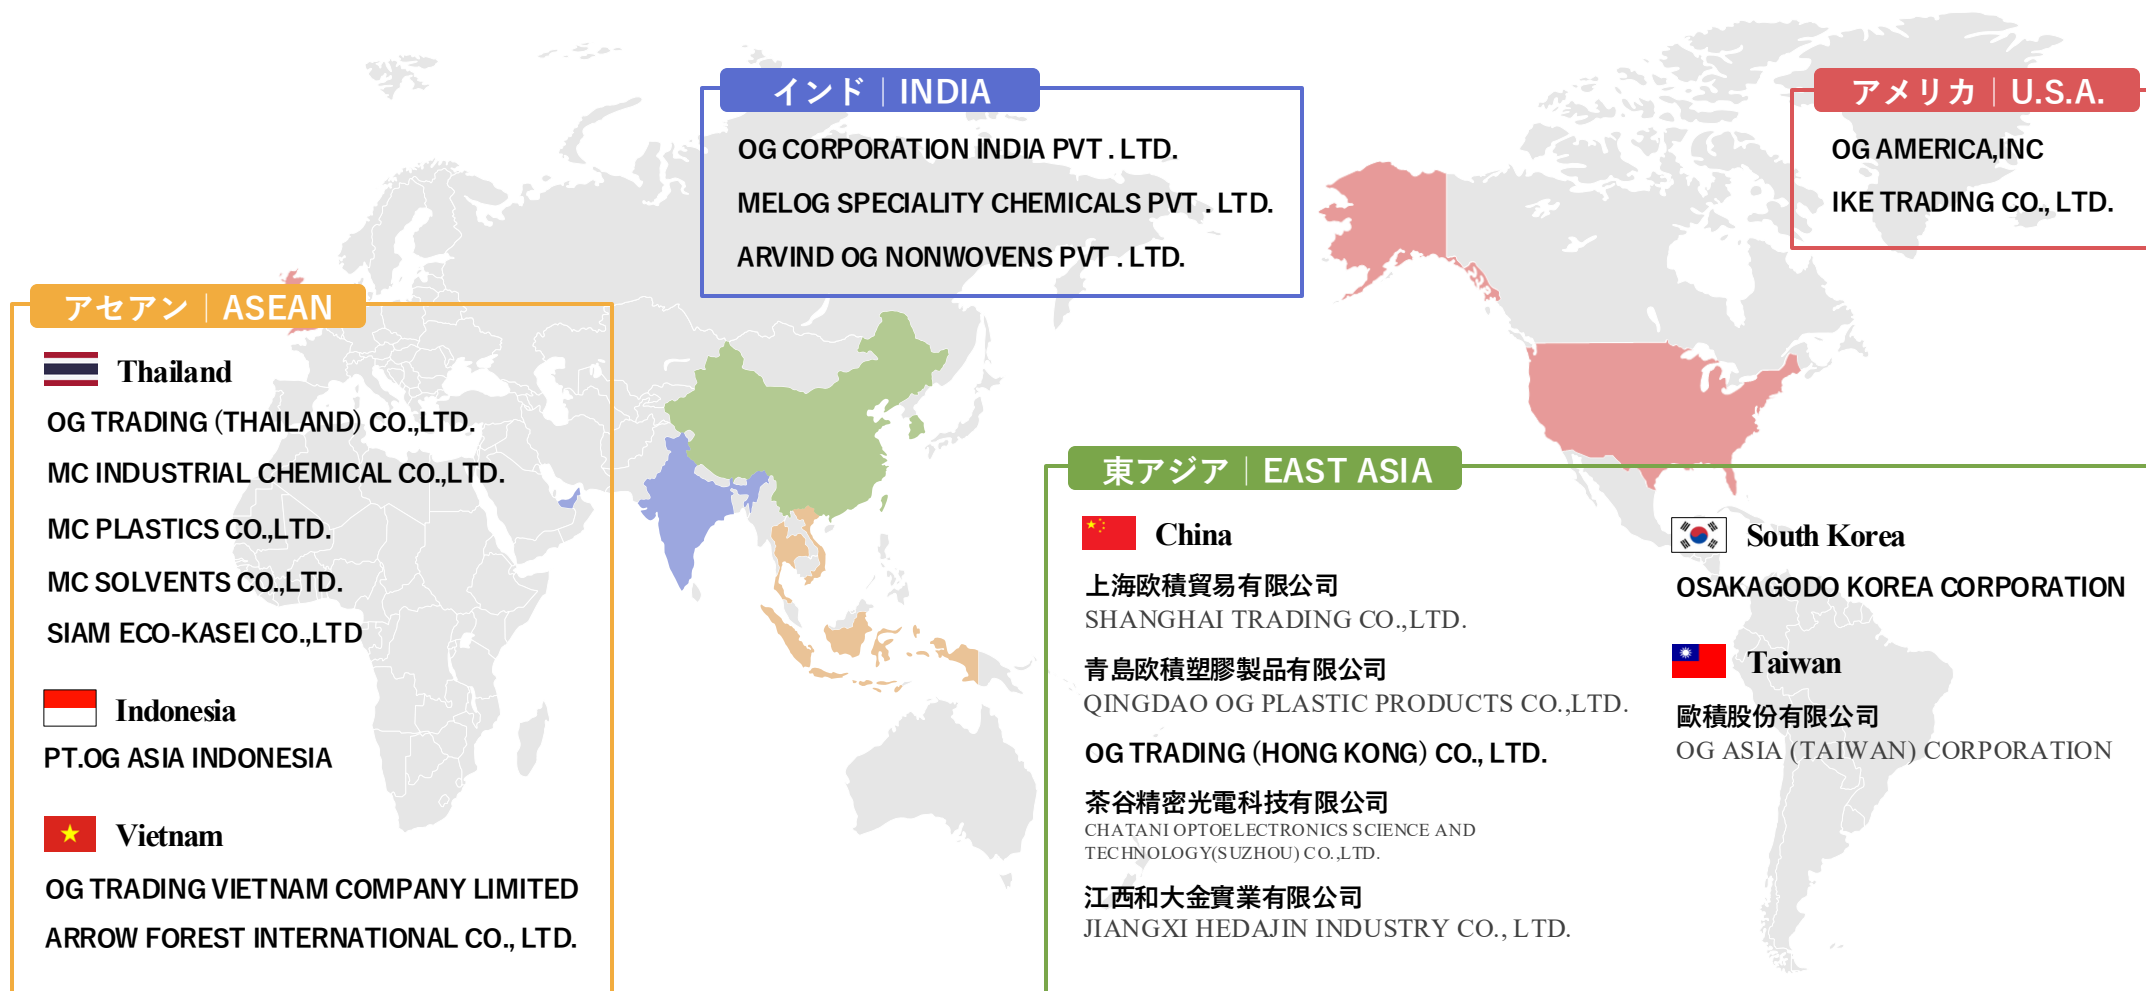 インド｜INDIA
OG CORPORATION INDIA PVT . LTD.
MELOG SPECIALITY CHEMICALS PVT . LTD.
ARVIND OG NONWOVENS PVT . LTD.
アメリカ｜U.S.A.
OG AMERICA,INC
IKE TRADING CO., LTD.
アセアン｜ASEAN
Thailand
OG TRADING (THAILAND) CO.,LTD.
MC INDUSTRIAL CHEMICAL CO.,LTD.
MC PLASTICS CO.,LTD.
MC SOLVENTS CO.,LTD.
SIAM ECO-KASEI CO.,LTD
Indonesia
PT.OG ASIA INDONESIA
Vietnam
OG TRADING VIETNAM COMPANY LIMITED
ARROW FOREST INTERNATIONAL CO., LTD.
東アジア｜EAST ASIA
China
上海欧積貿易有限公司
SHANGHAI TRADING CO.,LTD.
青島欧積塑膠製品有限公司
QINGDAO OG PLASTIC PRODUCTS CO.,LTD.
OG TRADING (HONG KONG) CO., LTD.
茶谷精密光電科技有限公司
CHATANI OPTOELECTRONICS SCIENCE AND
TECHNOLOGY(SUZHOU) CO.,LTD.
江西和大金實業有限公司
JIANGXI HEDAJIN INDUSTRY CO., LTD.
South Korea
OSAKAGODO KOREA CORPORATION
Taiwan
歐積股份有限公司
OG ASIA (TAIWAN) CORPORATION